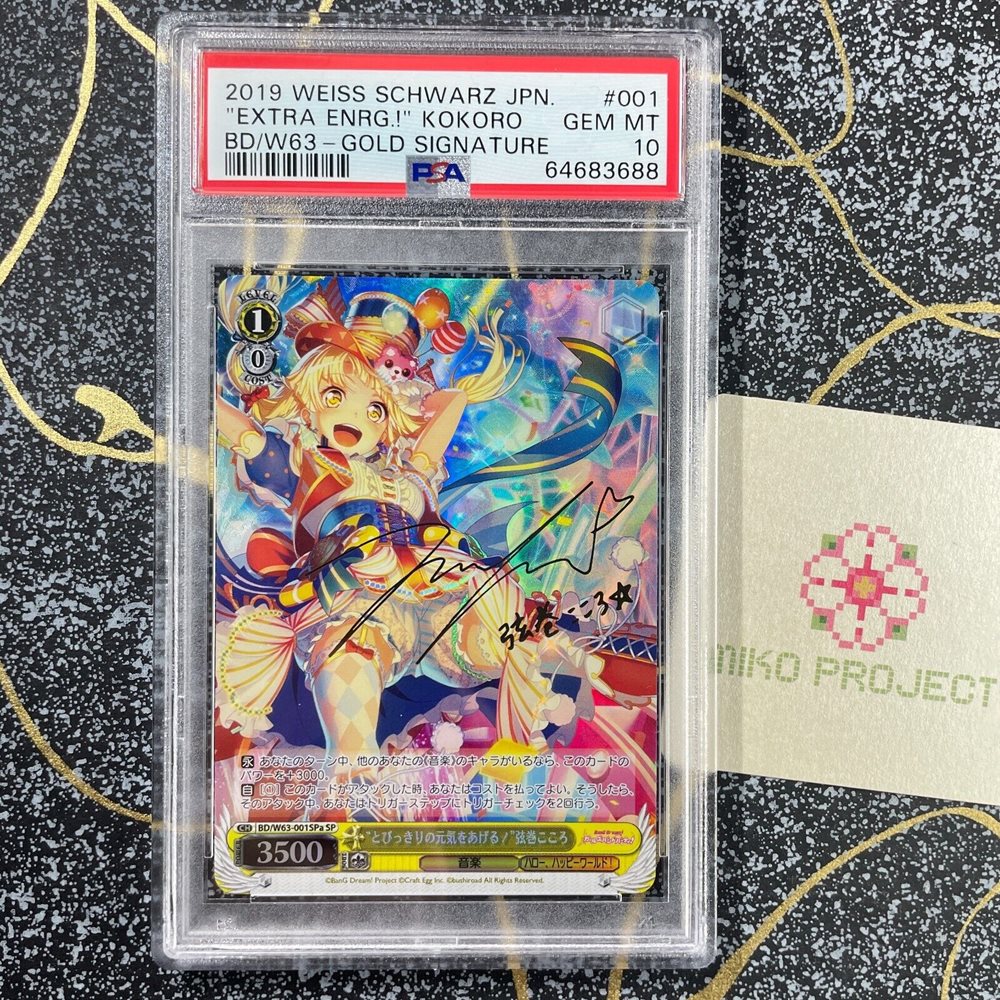 2019 WEISS SCHWARZ JPN. #001
"EXTRA ENRG.!" KOKORO GEM MT
BD/W63 – GOLD SIGNATURE 10
PSA 64683688
LEVEL
1
0
COST
弦巻こころ☆
MIKO PROJECT
永 あなたのターン中、他のあなたの《音楽》のキャラがいるなら、このカードの
パワーを＋3000。
自 [①] このカードがアタックした時、あなたはコストを払ってよい。そうしたら、
そのアタック中、あなたはトリガーステップにトリガーチェックを2回行う。
CH BD/W63-001SPa SP
“とびっきりの元気をあげる！”弦巻こころ
3500
音楽 ハロー、ハッピーワールド！
©BanG Dream! Project ©Craft Egg Inc. ©bushiroad All Rights Reserved.